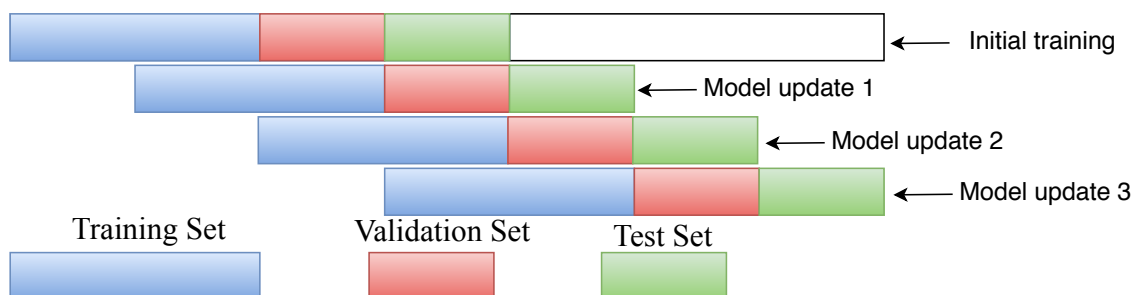 Initial training
Model update 1
Model update 2
Model update 3
Training Set
Validation Set
Test Set